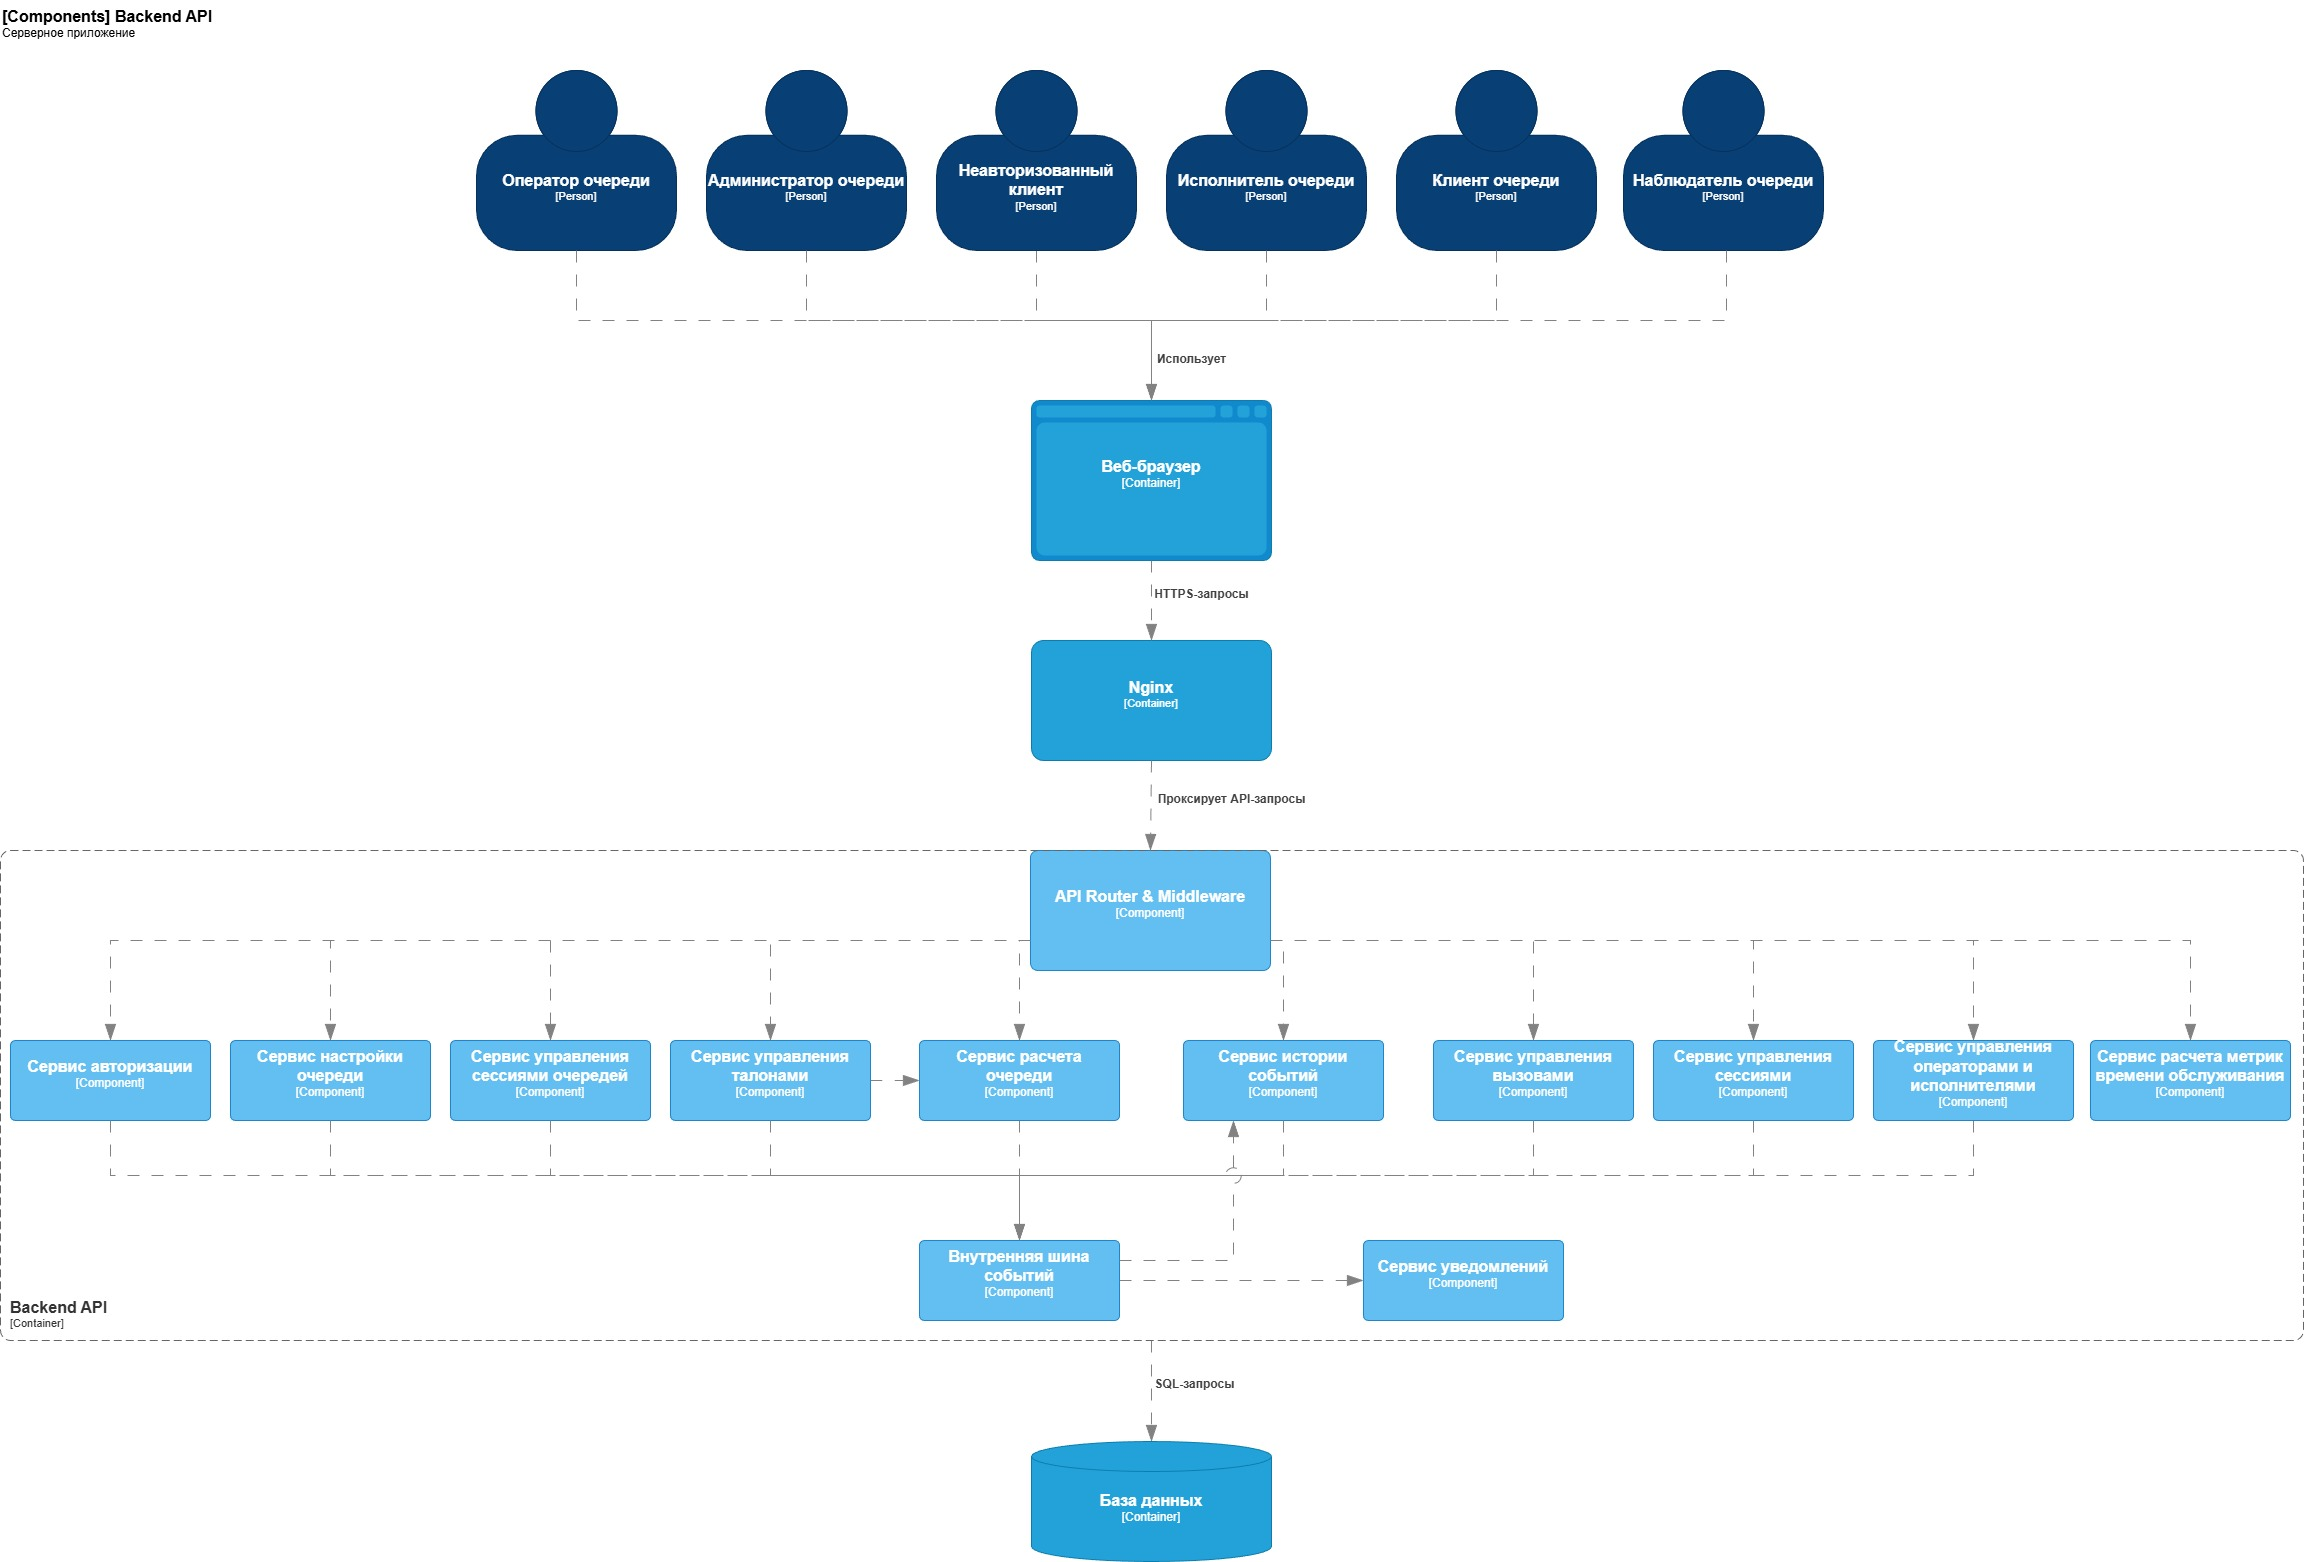 [Components] Backend API
Серверное приложение
Оператор очереди
[Person]
Администратор очереди
[Person]
Неавторизованный
клиент
[Person]
Исполнитель очереди
[Person]
Клиент очереди
[Person]
Наблюдатель очереди
[Person]
Использует
Веб-браузер
[Container]
HTTPS-запросы
Nginx
[Container]
Проксирует API-запросы
API Router & Middleware
[Component]
Сервис авторизации
[Component]
Сервис настройки
очереди
[Component]
Сервис управления
сессиями очередей
[Component]
Сервис управления
талонами
[Component]
Сервис расчета
очереди
[Component]
Сервис истории
событий
[Component]
Сервис управления
вызовами
[Component]
Сервис управления
сессиями
[Component]
Сервис управления
операторами и
исполнителями
[Component]
Сервис расчета метрик
времени обслуживания
[Component]
Внутренняя шина
событий
[Component]
Сервис уведомлений
[Component]
Backend API
[Container]
SQL-запросы
База данных
[Container]